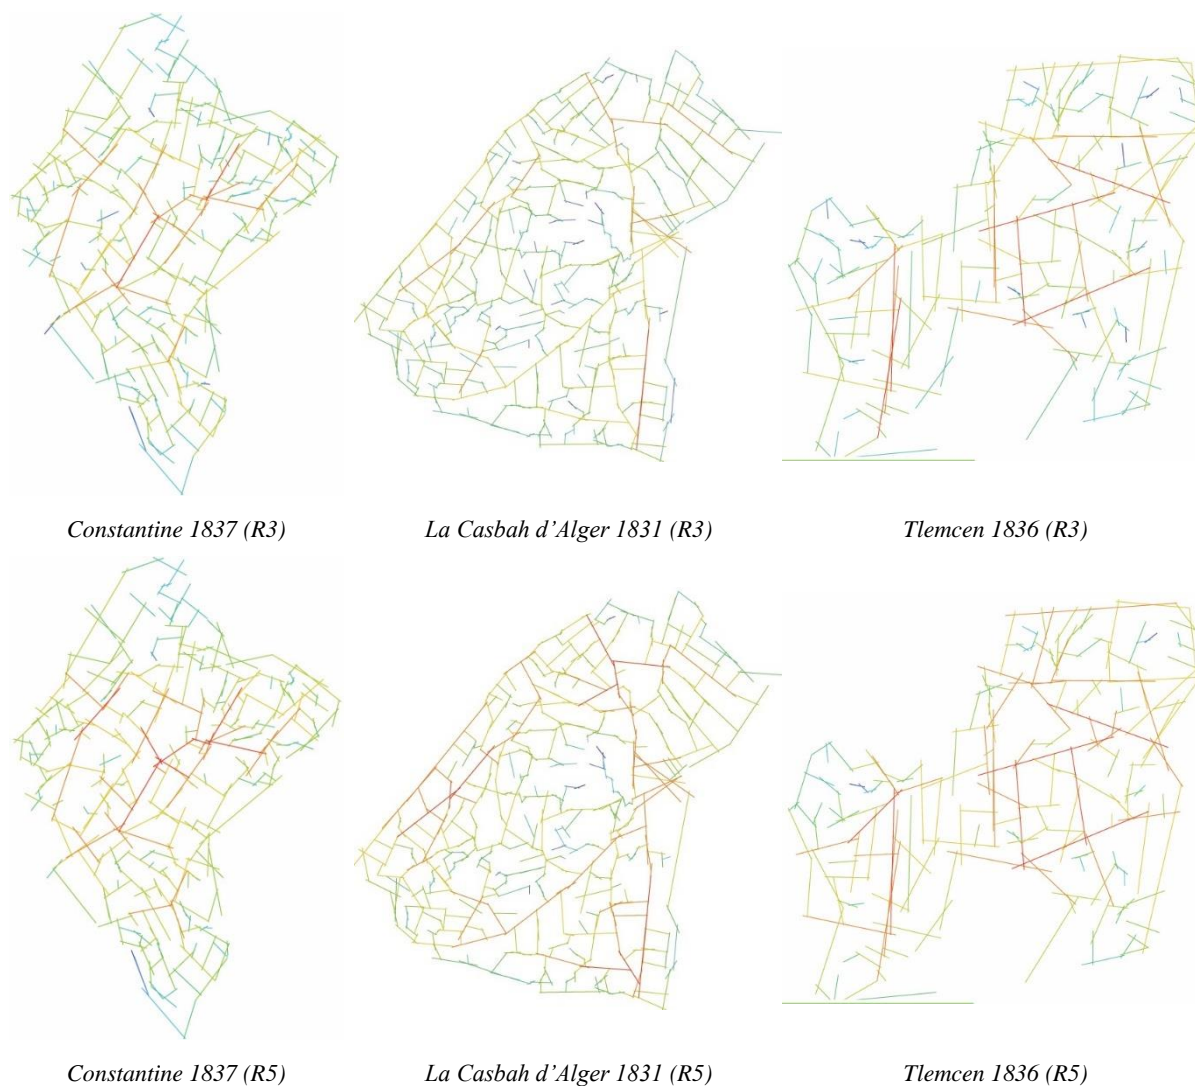 Constantine 1837 (R3)
La Casbah d’Alger 1831 (R3)
Tlemcen 1836 (R3)
Constantine 1837 (R5)
La Casbah d’Alger 1831 (R5)
Tlemcen 1836 (R5)